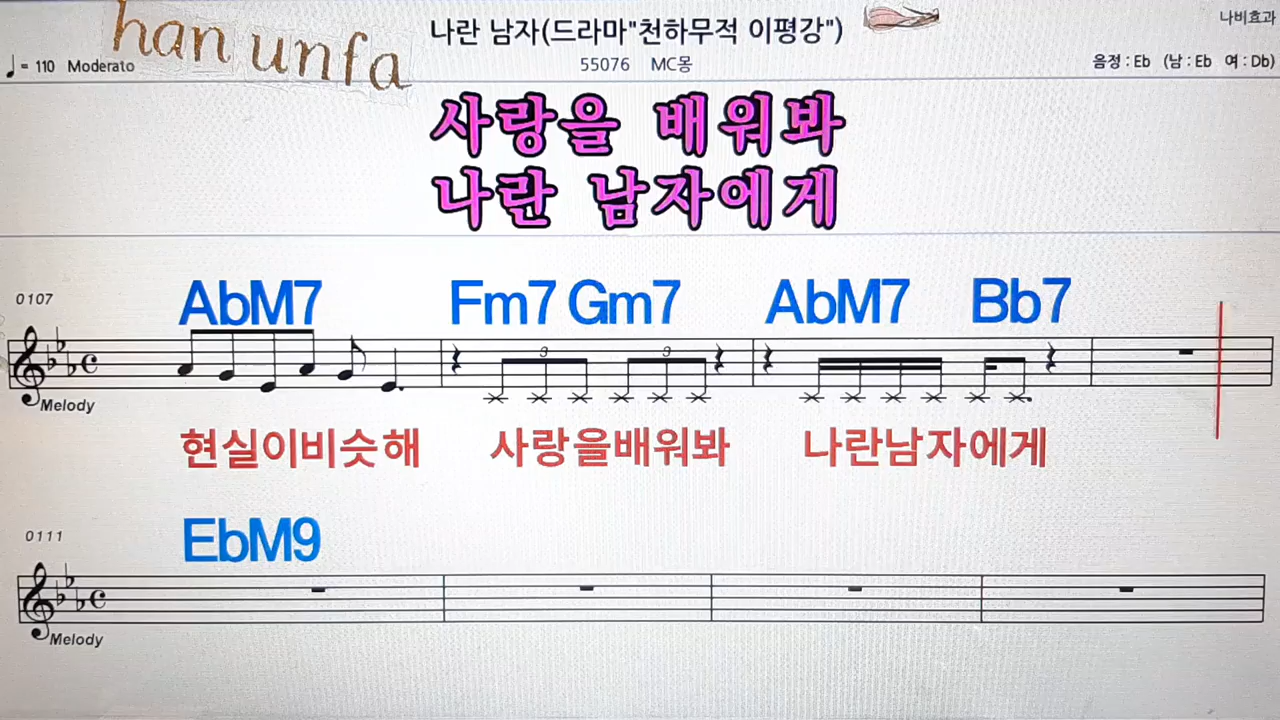 han unfa
나란 남자(드라마"천하무적 이평강")
나비효과
♩= 110 Moderato
55076 MC몽
음정 : Eb (남 : Eb 여 : Db)
사랑을 배워봐
나란 남자에게
0107
AbM7 Fm7 Gm7 AbM7 Bb7
3 3
Melody
현실이비슷해 사랑을배워봐 나란남자에게
0111
EbM9
Melody